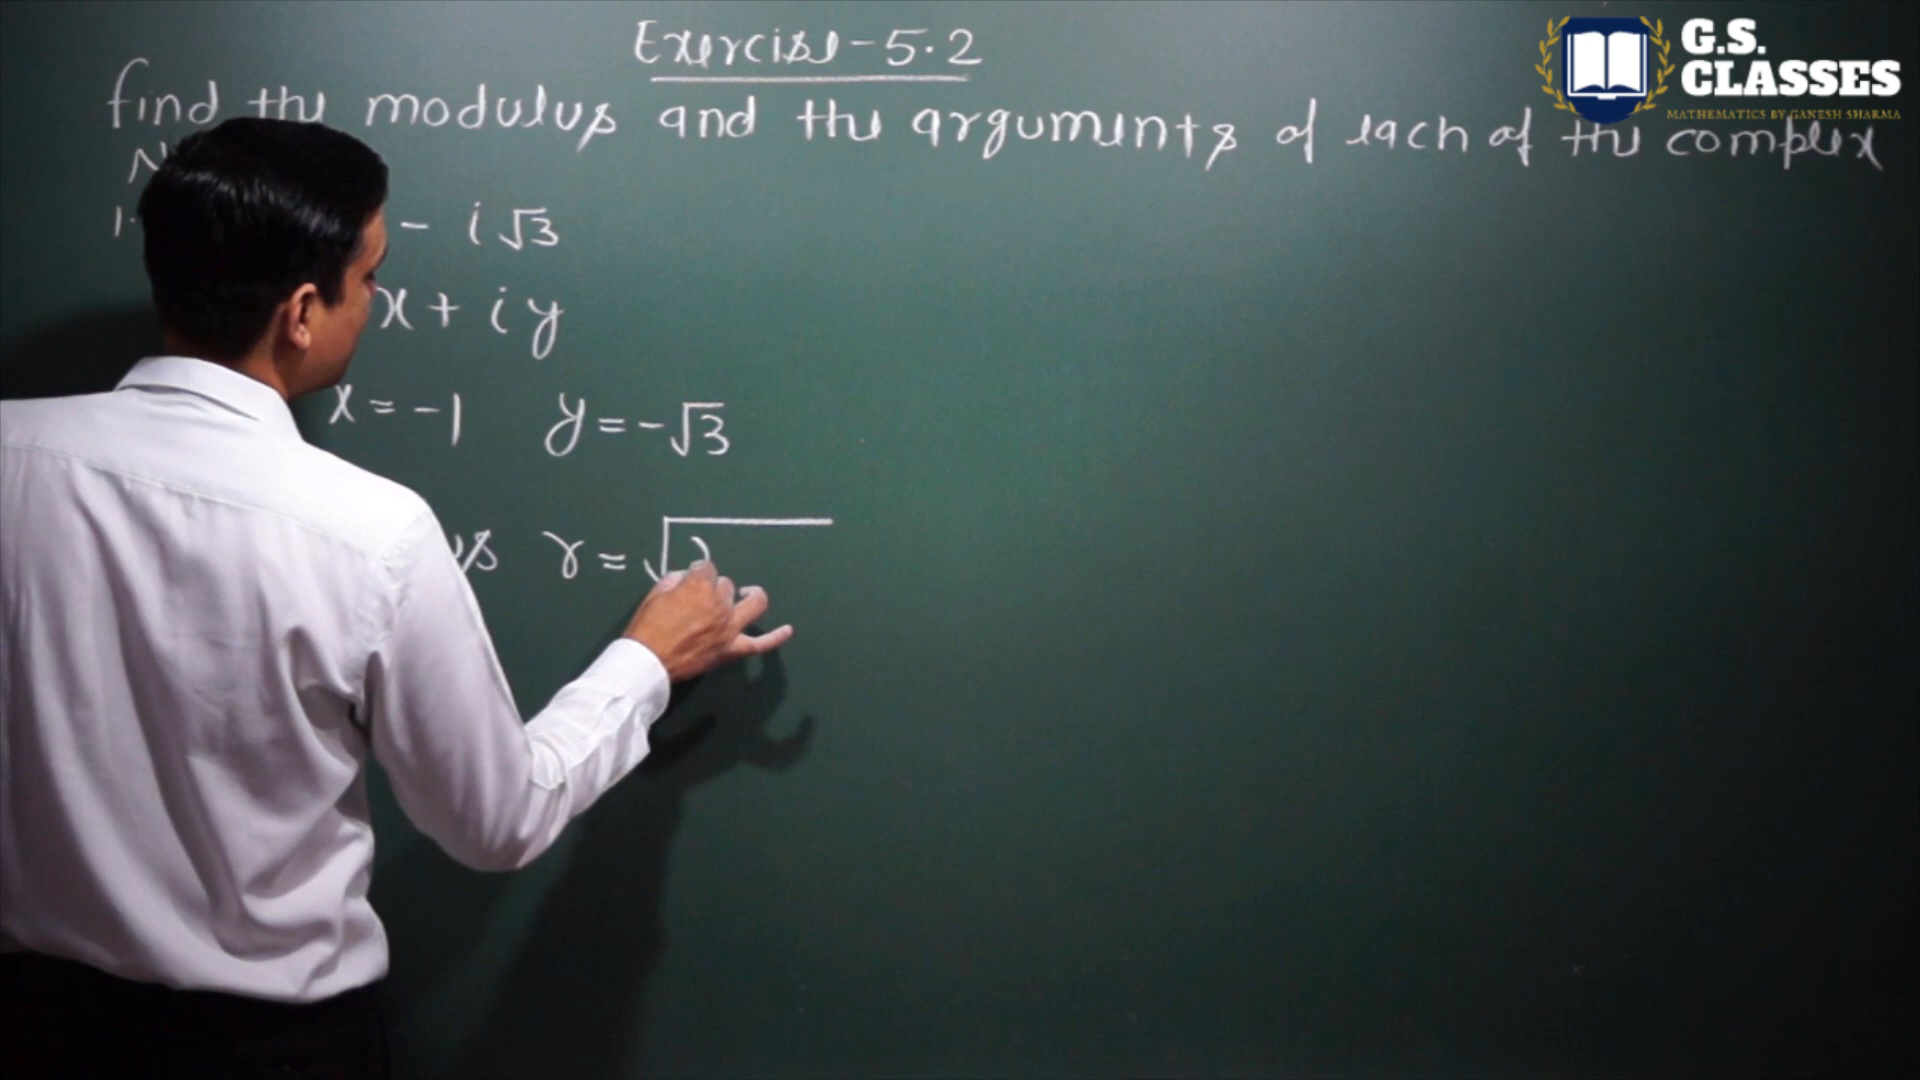 Exercise-5.2
G.S.
CLASSES
MATHEMATICS BY GANESH SHARMA
find the modulus and the arguments of each of the complex
1.
- i√3
x + iy
x = -1 y = -√3
r = √